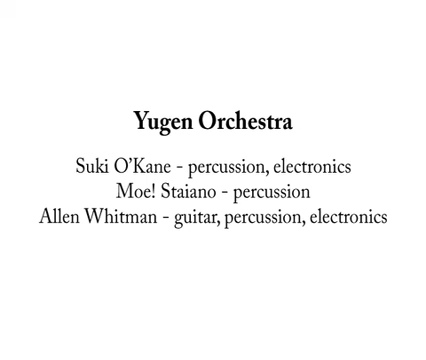 Yugen Orchestra
Suki O’Kane - percussion, electronics
Moe! Staiano - percussion
Allen Whitman - guitar, percussion, electronics